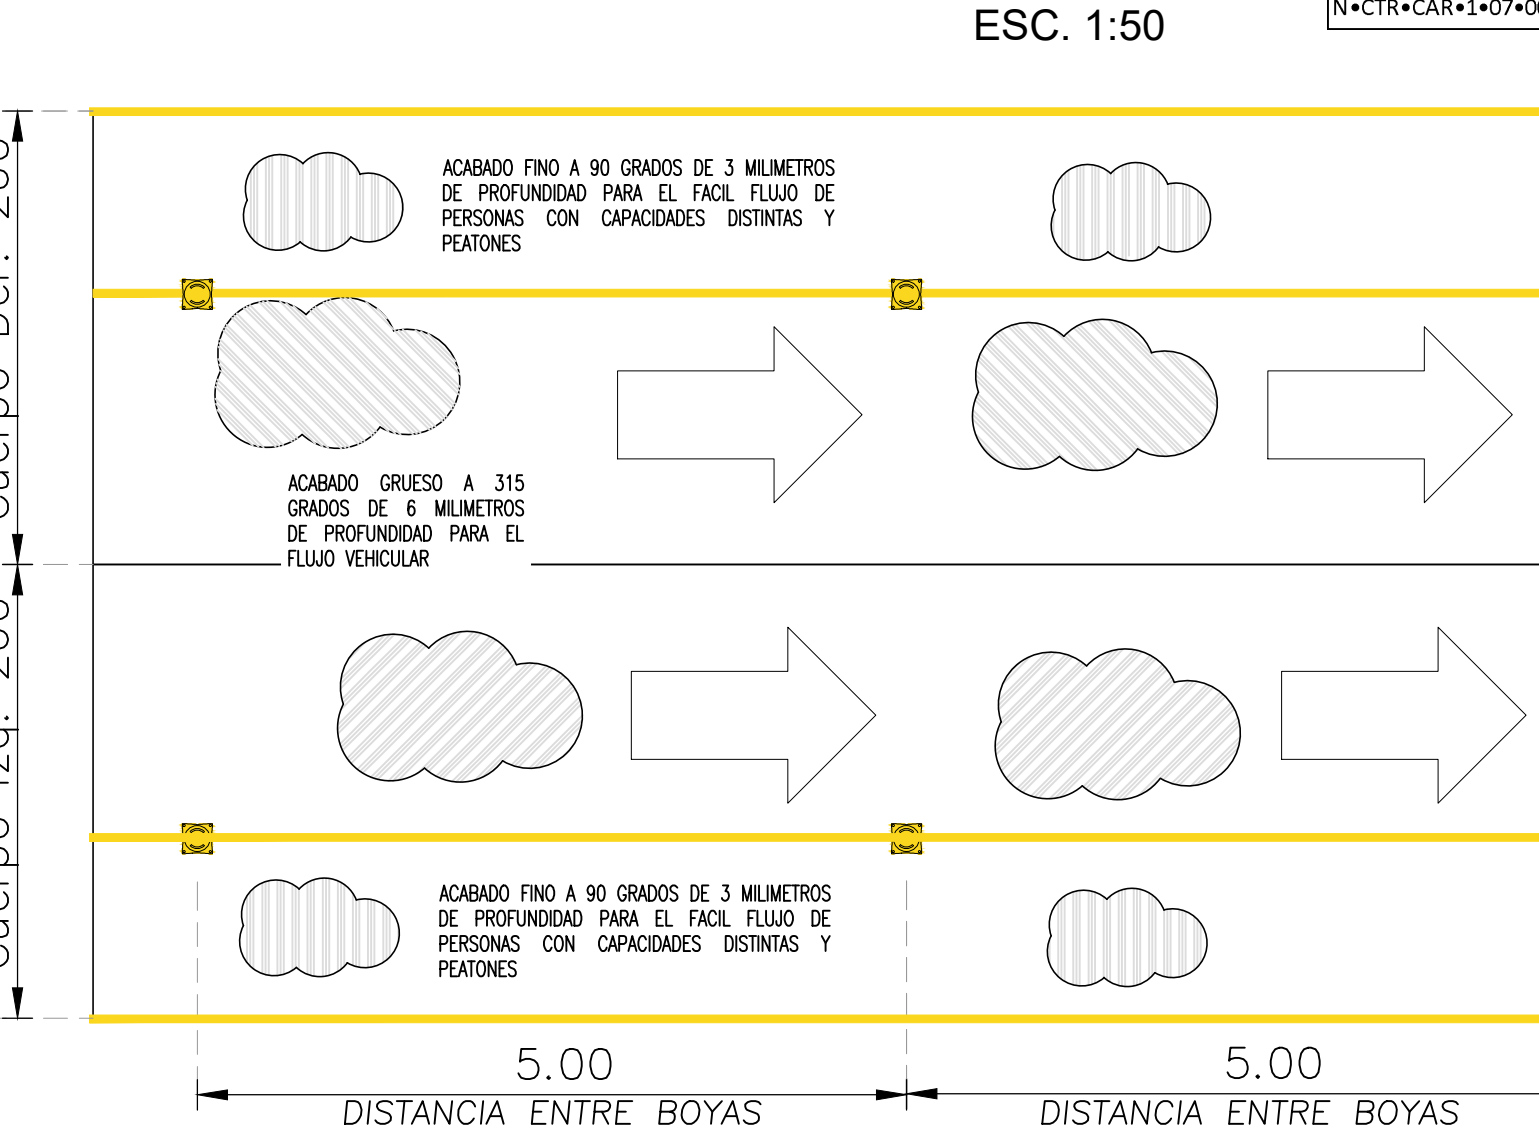 N•CTR•CAR•1•07•0
ESC. 1:50
ACABADO FINO A 90 GRADOS DE 3 MILIMETROS
DE PROFUNDIDAD PARA EL FACIL FLUJO DE
PERSONAS CON CAPACIDADES DISTINTAS Y
PEATONES
ACABADO GRUESO A 315
GRADOS DE 6 MILIMETROS
DE PROFUNDIDAD PARA EL
FLUJO VEHICULAR
ACABADO FINO A 90 GRADOS DE 3 MILIMETROS
DE PROFUNDIDAD PARA EL FACIL FLUJO DE
PERSONAS CON CAPACIDADES DISTINTAS Y
PEATONES
5.00
5.00
DISTANCIA ENTRE BOYAS
DISTANCIA ENTRE BOYAS